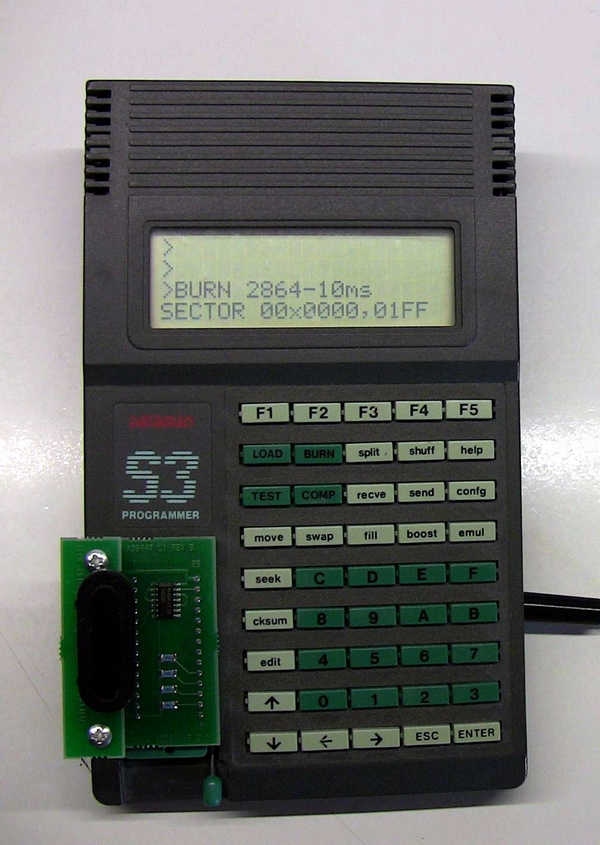 >
>
>BURN 2864-10ms
SECTOR 00x0000,01FF
F1 F2 F3 F4 F5
LOAD BURN split shuff help
S3
TEST COMP recve send confg
PROGRAMMER
move swap fill boost emul
seek C D E F
cksum 8 9 A B
edit 4 5 6 7
↑ 0 1 2 3
↓ ← → ESC ENTER